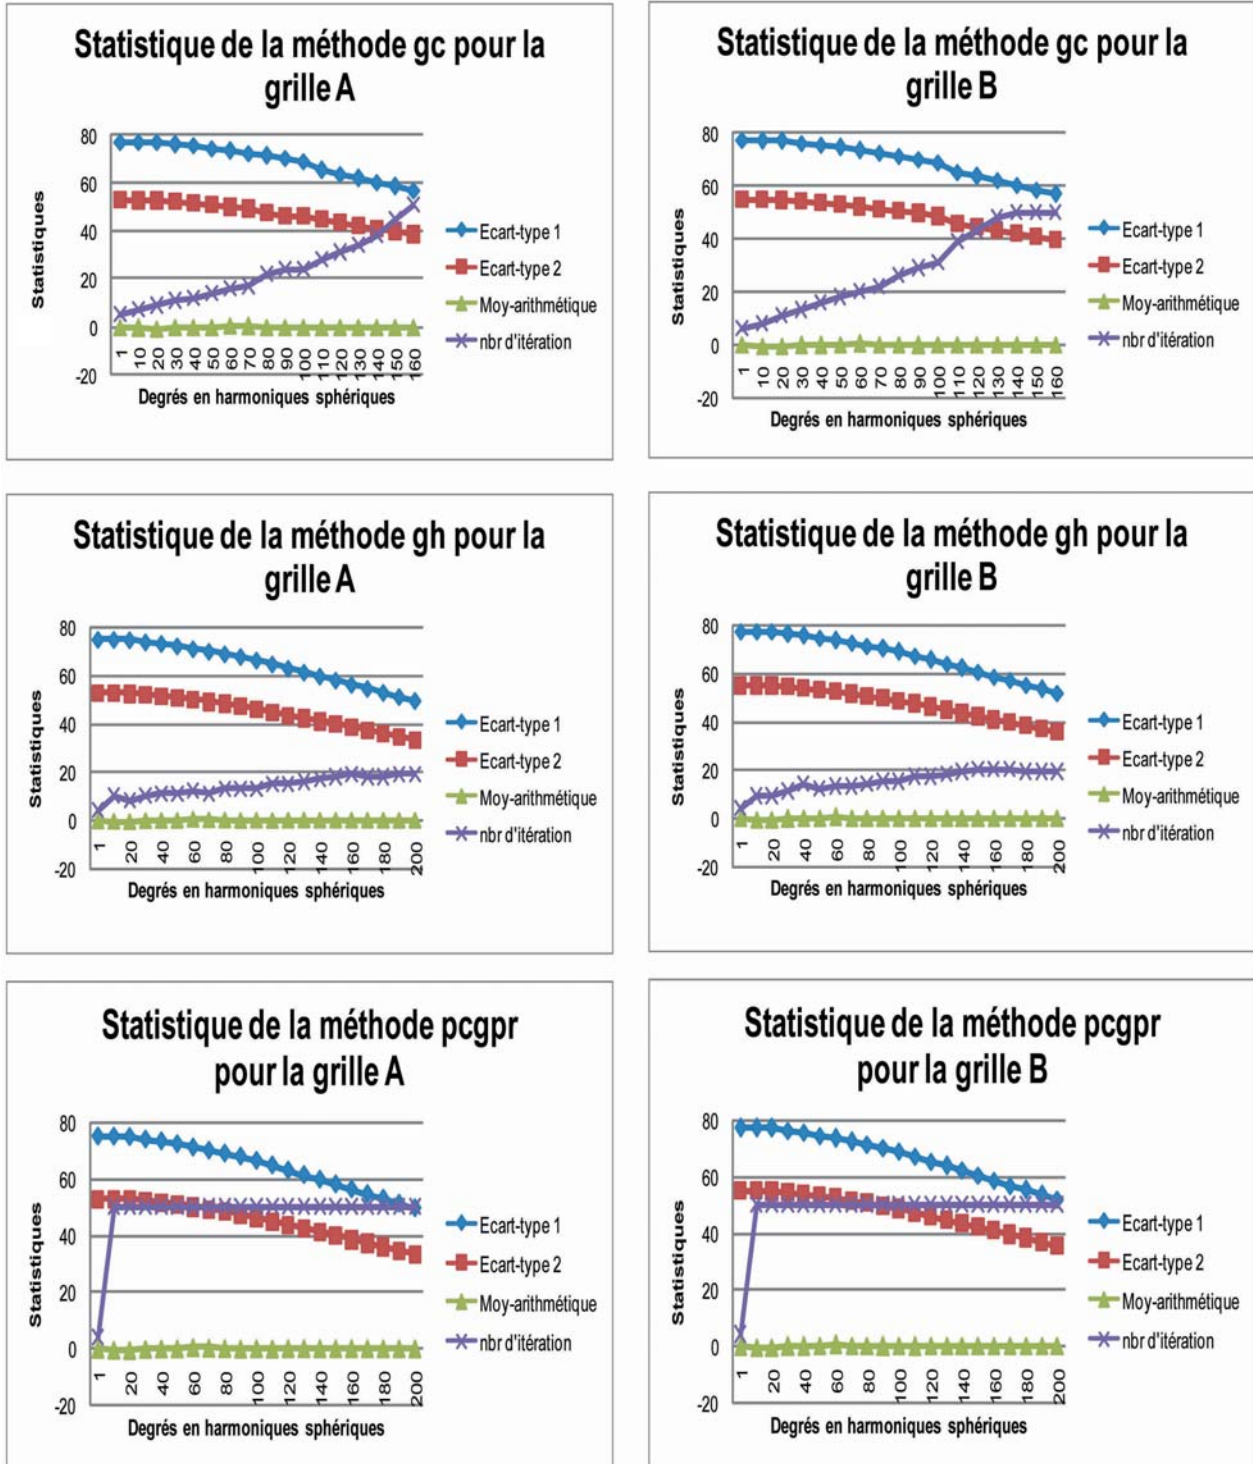 Statistique de la méthode gc pour la
grille A
80
60
40
20
0
-20
Statistiques
1 10 20 30 40 50 60 70 80 90 100 110 120 130 140 150 160
Degrés en harmoniques sphériques
Ecart-type 1
Ecart-type 2
Moy-arithmétique
nbr d'itération
Statistique de la méthode gc pour la
grille B
80
60
40
20
0
-20
Statistiques
1 10 20 30 40 50 60 70 80 90 100 110 120 130 140 150 160
Degrés en harmoniques sphériques
Ecart-type 1
Ecart-type 2
Moy-arithmétique
nbr d'itération
Statistique de la méthode gh pour la
grille A
80
60
40
20
0
-20
Statistiques
1 20 40 60 80 100 120 140 160 180 200
Degrés en harmoniques sphériques
Ecart-type 1
Ecart-type 2
Moy-arithmétique
nbr d'itération
Statistique de la méthode gh pour la
grille B
80
60
40
20
0
-20
Statistiques
1 20 40 60 80 100 120 140 160 180 200
Degrés en harmoniques sphériques
Ecart-type 1
Ecart-type 2
Moy-arithmétique
nbr d'itération
Statistique de la méthode pcgpr
pour la grille A
80
60
40
20
0
-20
Statistiques
1 20 40 60 80 100 120 140 160 180 200
Degrés en harmoniques sphériques
Ecart-type 1
Ecart-type 2
Moy-arithmétique
nbr d'itération
Statistique de la méthode pcgpr
pour la grille B
80
60
40
20
0
-20
Statistiques
1 20 40 60 80 100 120 140 160 180 200
Degrés en harmoniques sphériques
Ecart-type 1
Ecart-type 2
Moy-arithmétique
nbr d'itération